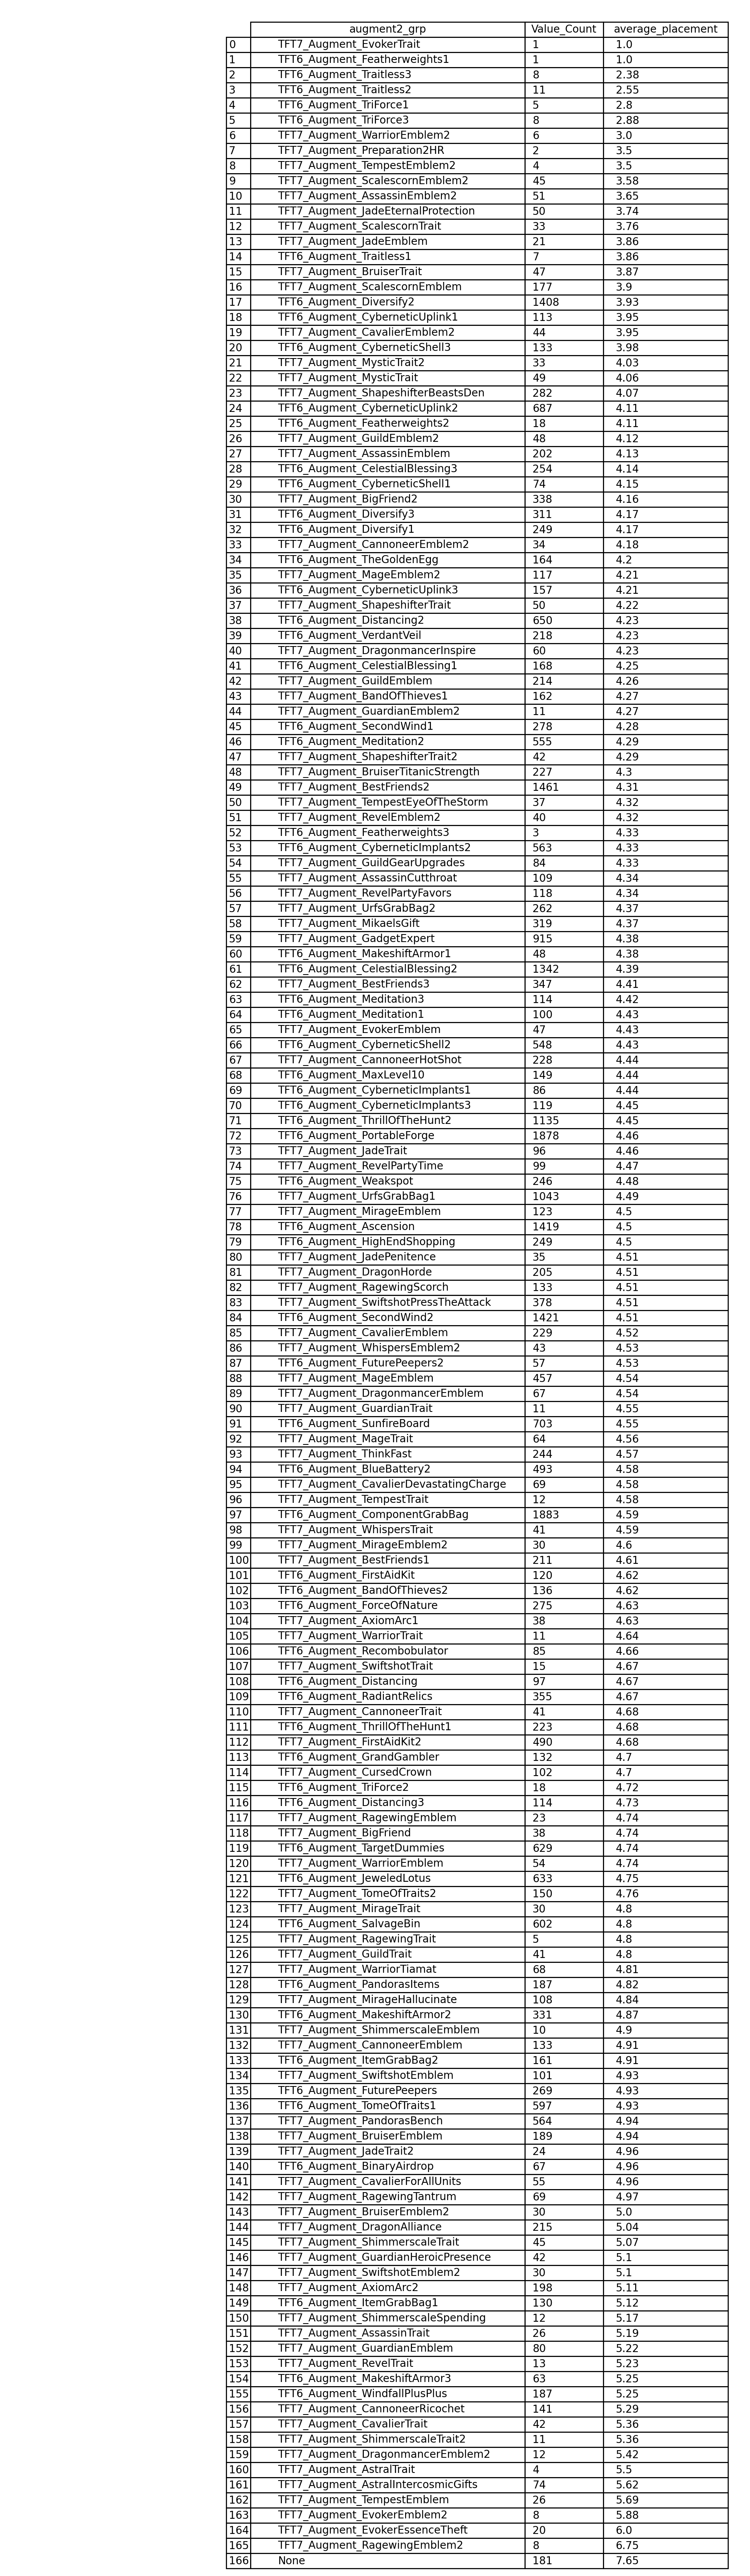 augment2_grp Value_Count average_placement
0 TFT7_Augment_EvokerTrait 1 1.0
1 TFT6_Augment_Featherweights1 1 1.0
2 TFT6_Augment_Traitless3 8 2.38
3 TFT6_Augment_Traitless2 11 2.55
4 TFT6_Augment_TriForce1 5 2.8
5 TFT6_Augment_TriForce3 8 2.88
6 TFT7_Augment_WarriorEmblem2 6 3.0
7 TFT7_Augment_Preparation2HR 2 3.5
8 TFT7_Augment_TempestEmblem2 4 3.5
9 TFT7_Augment_ScalescornEmblem2 45 3.58
10 TFT7_Augment_AssassinEmblem2 51 3.65
11 TFT7_Augment_JadeEternalProtection 50 3.74
12 TFT7_Augment_ScalescornTrait 33 3.76
13 TFT7_Augment_JadeEmblem 21 3.86
14 TFT6_Augment_Traitless1 7 3.86
15 TFT7_Augment_BruiserTrait 47 3.87
16 TFT7_Augment_ScalescornEmblem 177 3.9
17 TFT6_Augment_Diversify2 1408 3.93
18 TFT6_Augment_CyberneticUplink1 113 3.95
19 TFT7_Augment_CavalierEmblem2 44 3.95
20 TFT6_Augment_CyberneticShell3 133 3.98
21 TFT7_Augment_MysticTrait2 33 4.03
22 TFT7_Augment_MysticTrait 49 4.06
23 TFT7_Augment_ShapeshifterBeastsDen 282 4.07
24 TFT6_Augment_CyberneticUplink2 687 4.11
25 TFT6_Augment_Featherweights2 18 4.11
26 TFT7_Augment_GuildEmblem2 48 4.12
27 TFT7_Augment_AssassinEmblem 202 4.13
28 TFT6_Augment_CelestialBlessing3 254 4.14
29 TFT6_Augment_CyberneticShell1 74 4.15
30 TFT7_Augment_BigFriend2 338 4.16
31 TFT6_Augment_Diversify3 311 4.17
32 TFT6_Augment_Diversify1 249 4.17
33 TFT7_Augment_CannoneerEmblem2 34 4.18
34 TFT6_Augment_TheGoldenEgg 164 4.2
35 TFT7_Augment_MageEmblem2 117 4.21
36 TFT6_Augment_CyberneticUplink3 157 4.21
37 TFT7_Augment_ShapeshifterTrait 50 4.22
38 TFT6_Augment_Distancing2 650 4.23
39 TFT6_Augment_VerdantVeil 218 4.23
40 TFT7_Augment_DragonmancerInspire 60 4.23
41 TFT6_Augment_CelestialBlessing1 168 4.25
42 TFT7_Augment_GuildEmblem 214 4.26
43 TFT7_Augment_BandOfThieves1 162 4.27
44 TFT7_Augment_GuardianEmblem2 11 4.27
45 TFT6_Augment_SecondWind1 278 4.28
46 TFT6_Augment_Meditation2 555 4.29
47 TFT7_Augment_ShapeshifterTrait2 42 4.29
48 TFT7_Augment_BruiserTitanicStrength 227 4.3
49 TFT7_Augment_BestFriends2 1461 4.31
50 TFT7_Augment_TempestEyeOfTheStorm 37 4.32
51 TFT7_Augment_RevelEmblem2 40 4.32
52 TFT6_Augment_Featherweights3 3 4.33
53 TFT6_Augment_CyberneticImplants2 563 4.33
54 TFT7_Augment_GuildGearUpgrades 84 4.33
55 TFT7_Augment_AssassinCutthroat 109 4.34
56 TFT7_Augment_RevelPartyFavors 118 4.34
57 TFT7_Augment_UrfsGrabBag2 262 4.37
58 TFT7_Augment_MikaelsGift 319 4.37
59 TFT7_Augment_GadgetExpert 915 4.38
60 TFT6_Augment_MakeshiftArmor1 48 4.38
61 TFT6_Augment_CelestialBlessing2 1342 4.39
62 TFT7_Augment_BestFriends3 347 4.41
63 TFT6_Augment_Meditation3 114 4.42
64 TFT6_Augment_Meditation1 100 4.43
65 TFT7_Augment_EvokerEmblem 47 4.43
66 TFT6_Augment_CyberneticShell2 548 4.43
67 TFT7_Augment_CannoneerHotShot 228 4.44
68 TFT6_Augment_MaxLevel10 149 4.44
69 TFT6_Augment_CyberneticImplants1 86 4.44
70 TFT6_Augment_CyberneticImplants3 119 4.45
71 TFT6_Augment_ThrillOfTheHunt2 1135 4.45
72 TFT6_Augment_PortableForge 1878 4.46
73 TFT7_Augment_JadeTrait 96 4.46
74 TFT7_Augment_RevelPartyTime 99 4.47
75 TFT6_Augment_Weakspot 246 4.48
76 TFT7_Augment_UrfsGrabBag1 1043 4.49
77 TFT7_Augment_MirageEmblem 123 4.5
78 TFT6_Augment_Ascension 1419 4.5
79 TFT6_Augment_HighEndShopping 249 4.5
80 TFT7_Augment_JadePenitence 35 4.51
81 TFT7_Augment_DragonHorde 205 4.51
82 TFT7_Augment_RagewingScorch 133 4.51
83 TFT7_Augment_SwiftshotPressTheAttack 378 4.51
84 TFT6_Augment_SecondWind2 1421 4.51
85 TFT7_Augment_CavalierEmblem 229 4.52
86 TFT7_Augment_WhispersEmblem2 43 4.53
87 TFT6_Augment_FuturePeepers2 57 4.53
88 TFT7_Augment_MageEmblem 457 4.54
89 TFT7_Augment_DragonmancerEmblem 67 4.54
90 TFT7_Augment_GuardianTrait 11 4.55
91 TFT6_Augment_SunfireBoard 703 4.55
92 TFT7_Augment_MageTrait 64 4.56
93 TFT7_Augment_ThinkFast 244 4.57
94 TFT6_Augment_BlueBattery2 493 4.58
95 TFT7_Augment_CavalierDevastatingCharge 69 4.58
96 TFT7_Augment_TempestTrait 12 4.58
97 TFT6_Augment_ComponentGrabBag 1883 4.59
98 TFT7_Augment_WhispersTrait 41 4.59
99 TFT7_Augment_MirageEmblem2 30 4.6
100 TFT7_Augment_BestFriends1 211 4.61
101 TFT6_Augment_FirstAidKit 120 4.62
102 TFT7_Augment_BandOfThieves2 136 4.62
103 TFT6_Augment_ForceOfNature 275 4.63
104 TFT7_Augment_AxiomArc1 38 4.63
105 TFT7_Augment_WarriorTrait 11 4.64
106 TFT6_Augment_Recombobulator 85 4.66
107 TFT7_Augment_SwiftshotTrait 15 4.67
108 TFT6_Augment_Distancing 97 4.67
109 TFT6_Augment_RadiantRelics 355 4.67
110 TFT7_Augment_CannoneerTrait 41 4.68
111 TFT6_Augment_ThrillOfTheHunt1 223 4.68
112 TFT7_Augment_FirstAidKit2 490 4.68
113 TFT6_Augment_GrandGambler 132 4.7
114 TFT7_Augment_CursedCrown 102 4.7
115 TFT6_Augment_TriForce2 18 4.72
116 TFT6_Augment_Distancing3 114 4.73
117 TFT7_Augment_RagewingEmblem 23 4.74
118 TFT7_Augment_BigFriend 38 4.74
119 TFT6_Augment_TargetDummies 629 4.74
120 TFT7_Augment_WarriorEmblem 54 4.74
121 TFT6_Augment_JeweledLotus 633 4.75
122 TFT7_Augment_TomeOfTraits2 150 4.76
123 TFT7_Augment_MirageTrait 30 4.8
124 TFT6_Augment_SalvageBin 602 4.8
125 TFT7_Augment_RagewingTrait 5 4.8
126 TFT7_Augment_GuildTrait 41 4.8
127 TFT7_Augment_WarriorTiamat 68 4.81
128 TFT6_Augment_PandorasItems 187 4.82
129 TFT7_Augment_MirageHallucinate 108 4.84
130 TFT6_Augment_MakeshiftArmor2 331 4.87
131 TFT7_Augment_ShimmerscaleEmblem 10 4.9
132 TFT7_Augment_CannoneerEmblem 133 4.91
133 TFT6_Augment_ItemGrabBag2 161 4.91
134 TFT7_Augment_SwiftshotEmblem 101 4.93
135 TFT6_Augment_FuturePeepers 269 4.93
136 TFT6_Augment_TomeOfTraits1 597 4.93
137 TFT7_Augment_PandorasBench 564 4.94
138 TFT7_Augment_BruiserEmblem 189 4.94
139 TFT7_Augment_JadeTrait2 24 4.96
140 TFT6_Augment_BinaryAirdrop 67 4.96
141 TFT7_Augment_CavalierForAllUnits 55 4.96
142 TFT7_Augment_RagewingTantrum 69 4.97
143 TFT7_Augment_BruiserEmblem2 30 5.0
144 TFT7_Augment_DragonAlliance 215 5.04
145 TFT7_Augment_ShimmerscaleTrait 45 5.07
146 TFT7_Augment_GuardianHeroicPresence 42 5.1
147 TFT7_Augment_SwiftshotEmblem2 30 5.1
148 TFT7_Augment_AxiomArc2 198 5.11
149 TFT6_Augment_ItemGrabBag1 130 5.12
150 TFT7_Augment_ShimmerscaleSpending 12 5.17
151 TFT7_Augment_AssassinTrait 26 5.19
152 TFT7_Augment_GuardianEmblem 80 5.22
153 TFT7_Augment_RevelTrait 13 5.23
154 TFT6_Augment_MakeshiftArmor3 63 5.25
155 TFT6_Augment_WindfallPlusPlus 187 5.25
156 TFT7_Augment_CannoneerRicochet 141 5.29
157 TFT7_Augment_CavalierTrait 42 5.36
158 TFT7_Augment_ShimmerscaleTrait2 11 5.36
159 TFT7_Augment_DragonmancerEmblem2 12 5.42
160 TFT7_Augment_AstralTrait 4 5.5
161 TFT7_Augment_AstralIntercosmicGifts 74 5.62
162 TFT7_Augment_TempestEmblem 26 5.69
163 TFT7_Augment_EvokerEmblem2 8 5.88
164 TFT7_Augment_EvokerEssenceTheft 20 6.0
165 TFT7_Augment_RagewingEmblem2 8 6.75
166 None 181 7.65